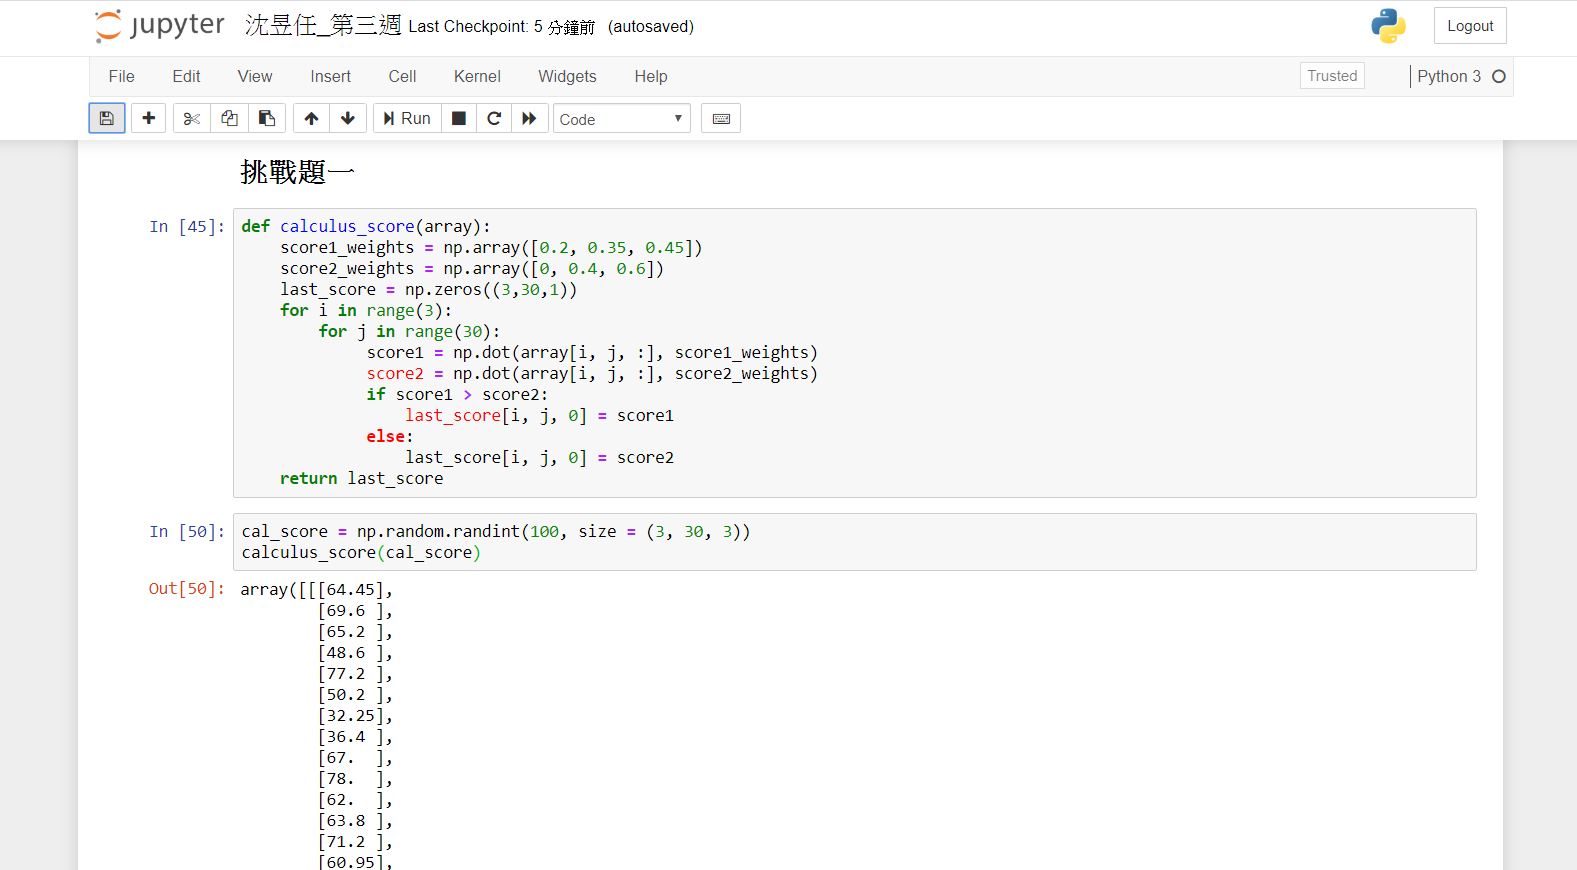 jupyter 沈昱任_第三週 Last Checkpoint: 5 分鐘前 (autosaved) Logout
File Edit View Insert Cell Kernel Widgets Help Trusted Python 3
Run Code
挑戰題一
In [45]: def calculus_score(array):
    score1_weights = np.array([0.2, 0.35, 0.45])
    score2_weights = np.array([0, 0.4, 0.6])
    last_score = np.zeros((3,30,1))
    for i in range(3):
        for j in range(30):
             score1 = np.dot(array[i, j, :], score1_weights)
             score2 = np.dot(array[i, j, :], score2_weights)
             if score1 > score2:
                 last_score[i, j, 0] = score1
             else:
                 last_score[i, j, 0] = score2
    return last_score
In [50]: cal_score = np.random.randint(100, size = (3, 30, 3))
calculus_score(cal_score)
Out[50]: array([[[64.45],
[69.6 ],
[65.2 ],
[48.6 ],
[77.2 ],
[50.2 ],
[32.25],
[36.4 ],
[67.  ],
[78.  ],
[62.  ],
[63.8 ],
[71.2 ],
[60.95],